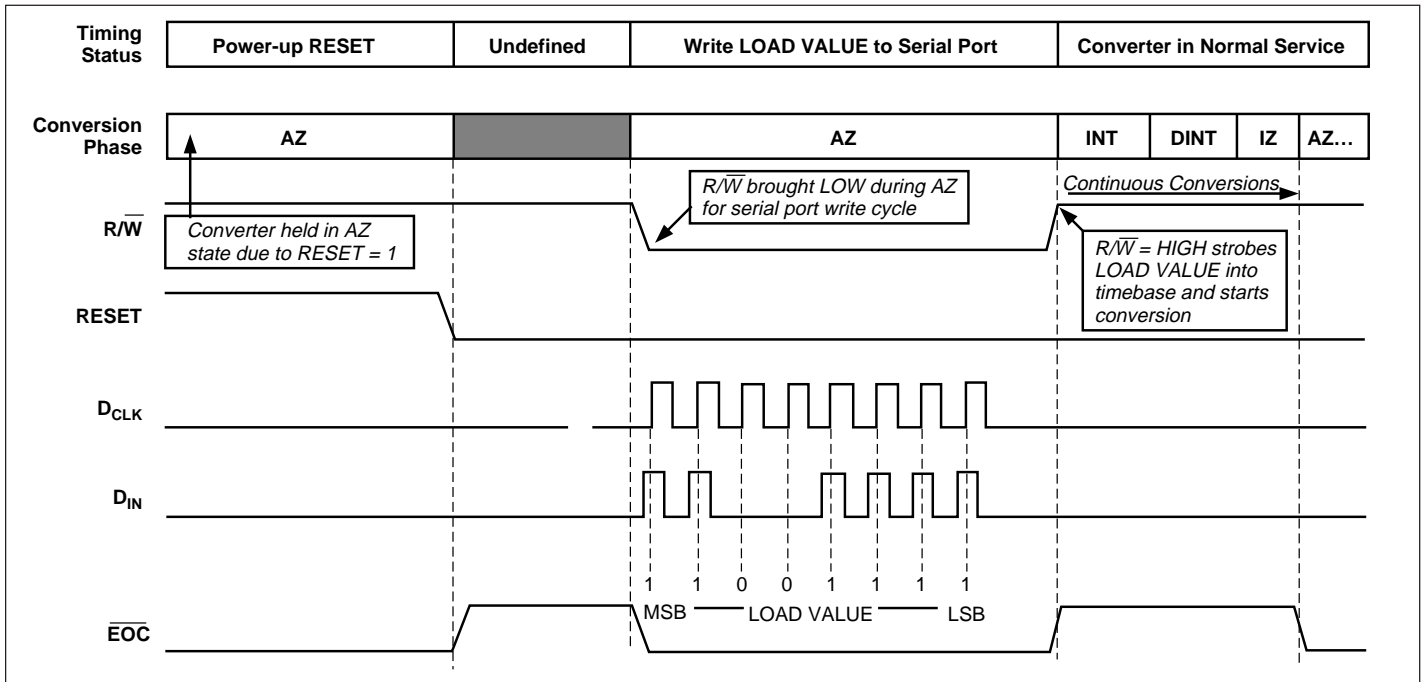 Timing Status
Power-up RESET
Undefined
Write LOAD VALUE to Serial Port
Converter in Normal Service
Conversion Phase
AZ
AZ
INT
DINT
IZ
AZ…
R/W̅
Converter held in AZ
state due to RESET = 1
R/W̅ brought LOW during AZ
for serial port write cycle
Continuous Conversions
R/W̅ = HIGH strobes
LOAD VALUE into
timebase and starts
conversion
RESET
DCLK
DIN
1 1 0 0 1 1 1 1
MSB LOAD VALUE LSB
E̅O̅C̅